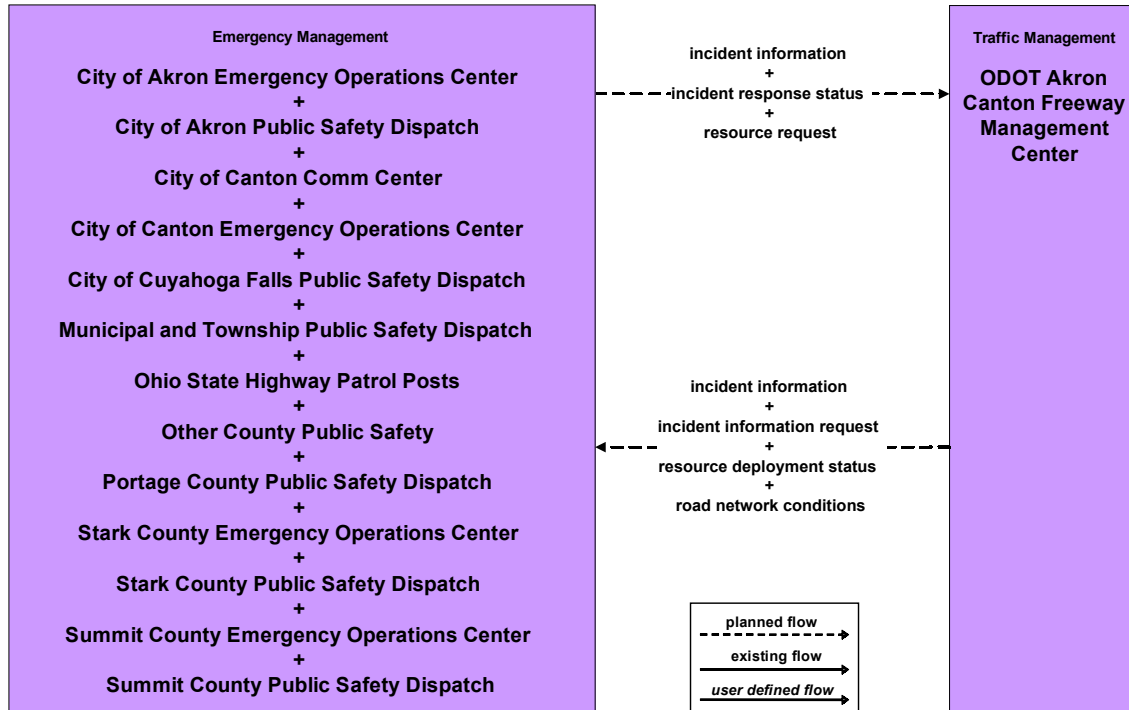 Emergency Management
City of Akron Emergency Operations Center
+
City of Akron Public Safety Dispatch
+
City of Canton Comm Center
+
City of Canton Emergency Operations Center
+
City of Cuyahoga Falls Public Safety Dispatch
+
Municipal and Township Public Safety Dispatch
+
Ohio State Highway Patrol Posts
+
Other County Public Safety
+
Portage County Public Safety Dispatch
+
Stark County Emergency Operations Center
+
Stark County Public Safety Dispatch
+
Summit County Emergency Operations Center
+
Summit County Public Safety Dispatch
incident information
+
incident response status
+
resource request
incident information
+
incident information request
+
resource deployment status
+
road network conditions
planned flow
existing flow
user defined flow
Traffic Management
ODOT Akron
Canton Freeway
Management
Center